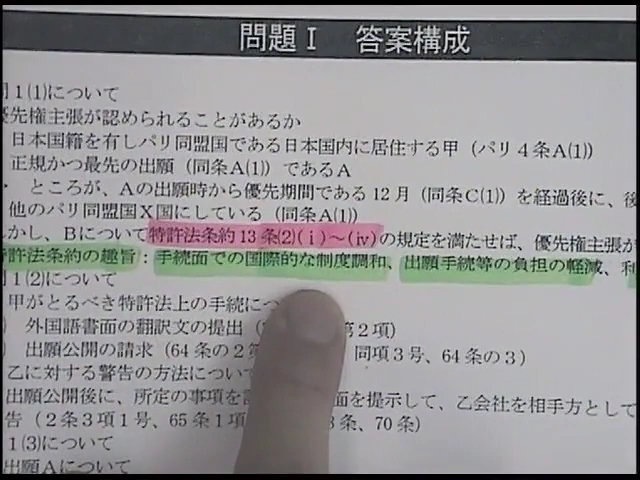 問題Ⅰ 答案構成
1(1)について
優先権主張が認められることがあるか
日本国籍を有しパリ同盟国である日本国内に居住する甲（パリ4条A(1)）
正規かつ最先の出願（同条A(1)）であるA
・ ところが、Aの出願時から優先期間である12月（同条C(1)）を経過後に、後
他のパリ同盟国X国にしている（同条A(1)）
かし、Bについて特許法条約13条(2)(ⅰ)～(ⅳ)の規定を満たせば、優先権主張が
特許法条約の趣旨：手続面での国際的な制度調和、出願手続等の負担の軽減、利
1(2)について
甲がとるべき特許法上の手続に
） 外国語書面の翻訳文の提出（ 第2項）
） 出願公開の請求（64条の2第 同項3号、64条の3）
乙に対する警告の方法につい
出願公開後に、所定の事項を 面を提示して、乙会社を相手方として
告（2条3項1号、65条1項 条、70条）
1(3)について
出願Aについて